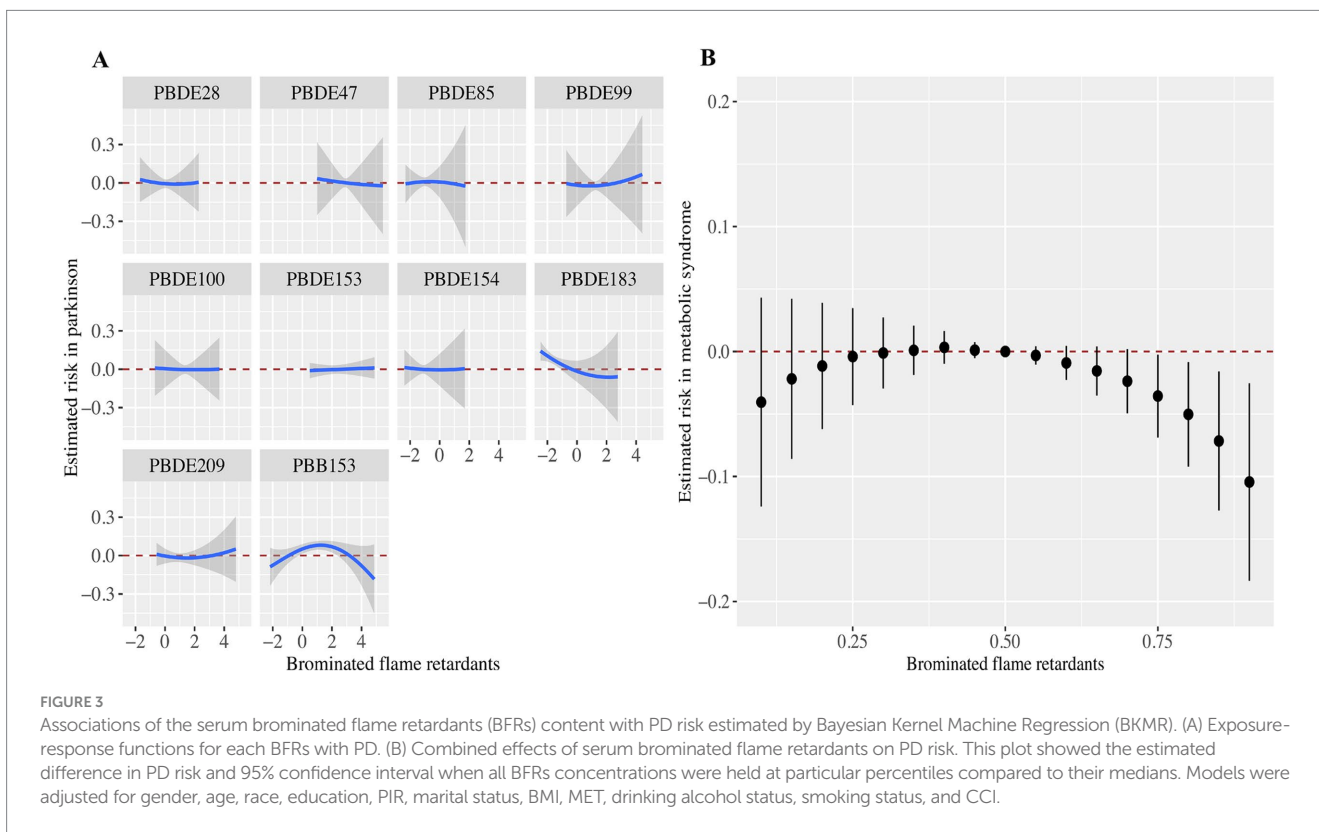 A
PBDE28 PBDE47 PBDE85 PBDE99
0.3
0.0
−0.3
PBDE100 PBDE153 PBDE154 PBDE183
0.3
0.0
−0.3
−2 0 2 4 −2 0 2 4
PBDE209 PBB153
0.3
0.0
−0.3
−2 0 2 4 −2 0 2 4
Estimated risk in parkinson
Brominated flame retardants
B
0.2
0.1
0.0
−0.1
−0.2
0.25 0.50 0.75
Estimated risk in metabolic syndrome
Brominated flame retardants
FIGURE 3
Associations of the serum brominated flame retardants (BFRs) content with PD risk estimated by Bayesian Kernel Machine Regression (BKMR). (A) Exposure-
response functions for each BFRs with PD. (B) Combined effects of serum brominated flame retardants on PD risk. This plot showed the estimated
difference in PD risk and 95% confidence interval when all BFRs concentrations were held at particular percentiles compared to their medians. Models were
adjusted for gender, age, race, education, PIR, marital status, BMI, MET, drinking alcohol status, smoking status, and CCI.